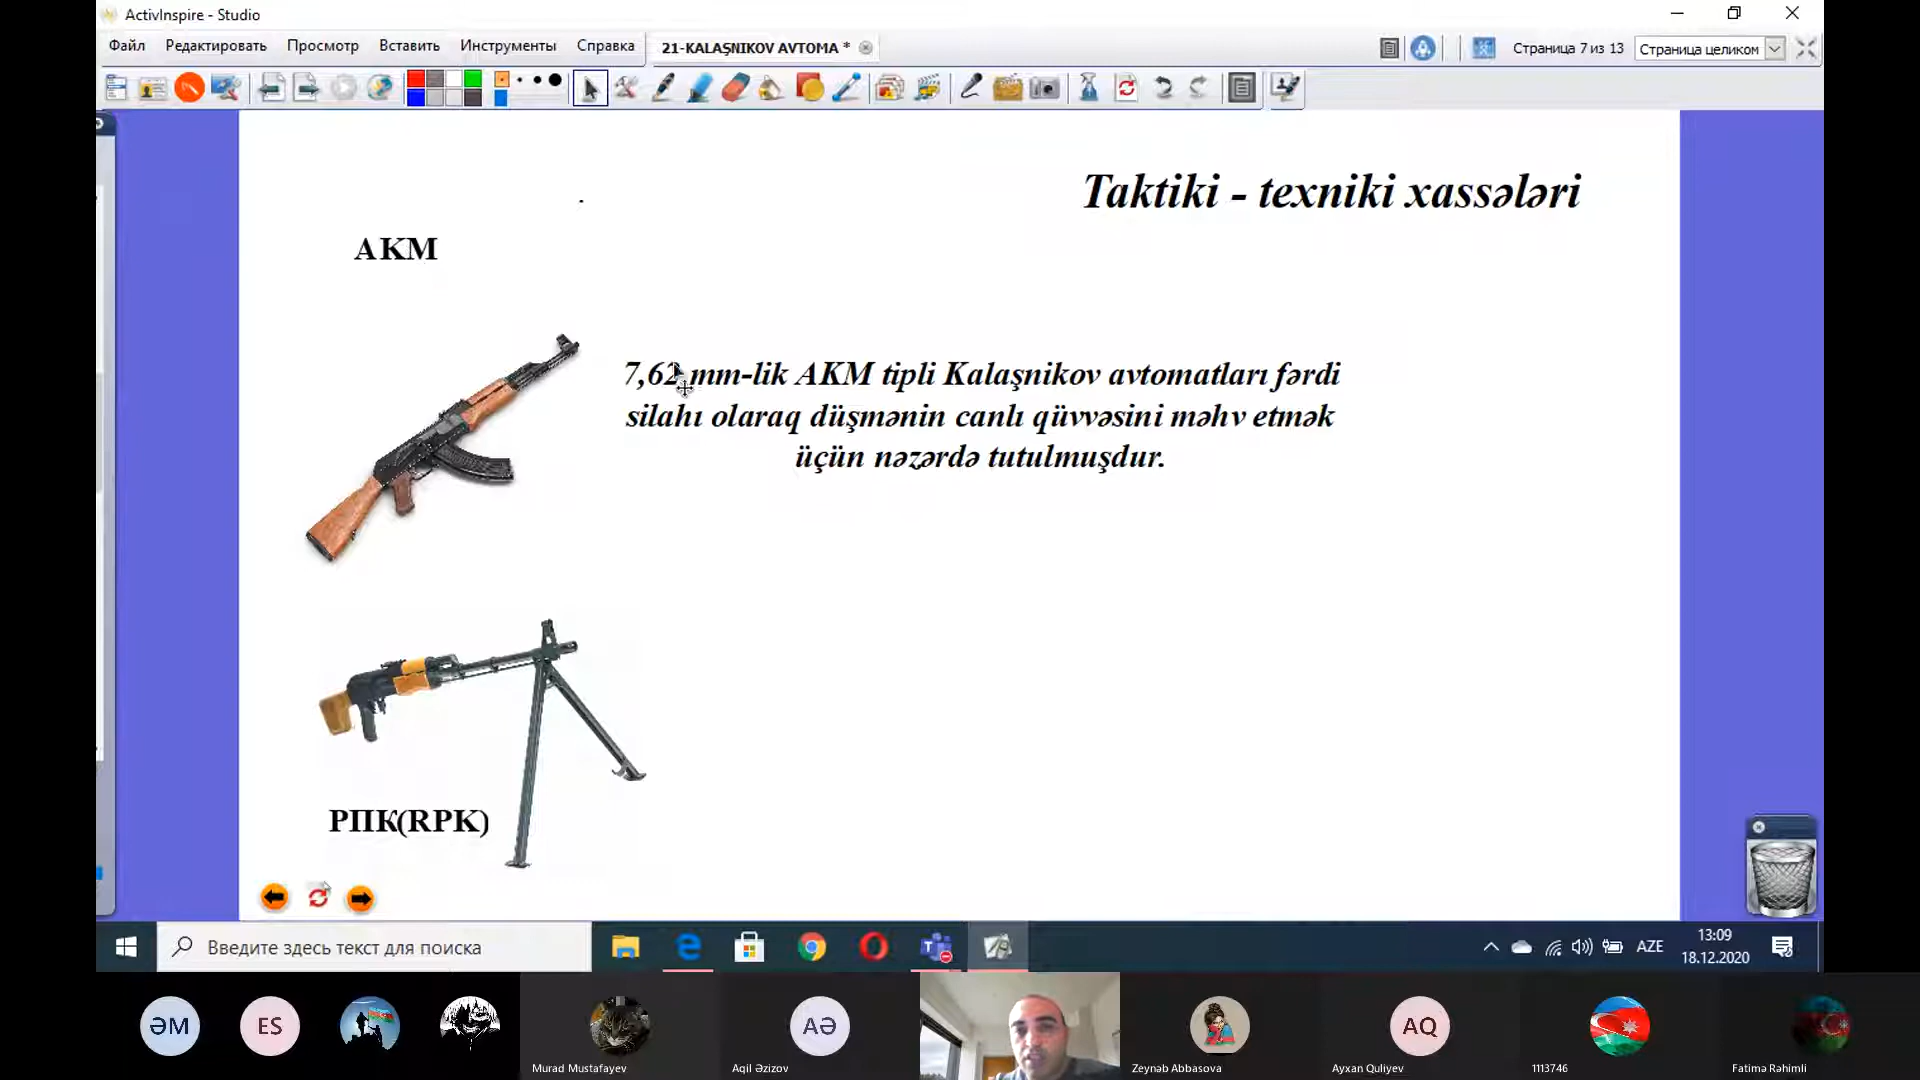 ActivInspire - Studio
Файл Редактировать Просмотр Вставить Инструменты Справка
21-KALAŞNIKOV AVTOMA *
Страница 7 из 13
Страница целиком
Taktiki - texniki xassələri
AKM
7,62 mm-lik AKM tipli Kalaşnikov avtomatları fərdi
silahı olaraq düşmənin canlı qüvvəsini məhv etmək
üçün nəzərdə tutulmuşdur.
РПК(RPK)
Введите здесь текст для поиска
AZE
13:09
18.12.2020
ƏM
ES
AƏ
AQ
Murad Mustafayev
Aqil Əzizov
Zeynəb Abbasova
Ayxan Quliyev
1113746
Fatimə Rəhimli